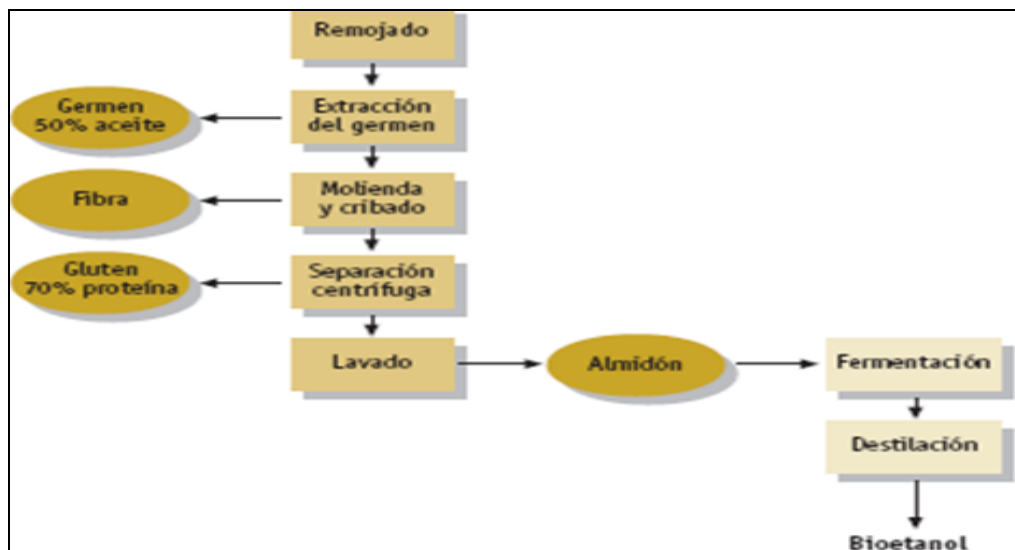 Remojado
Germen
50% aceite
Extracción
del germen
Fibra
Molienda
y cribado
Gluten
70% proteína
Separación
centrífuga
Lavado
Almidón
Fermentación
Destilación
Bioetanol